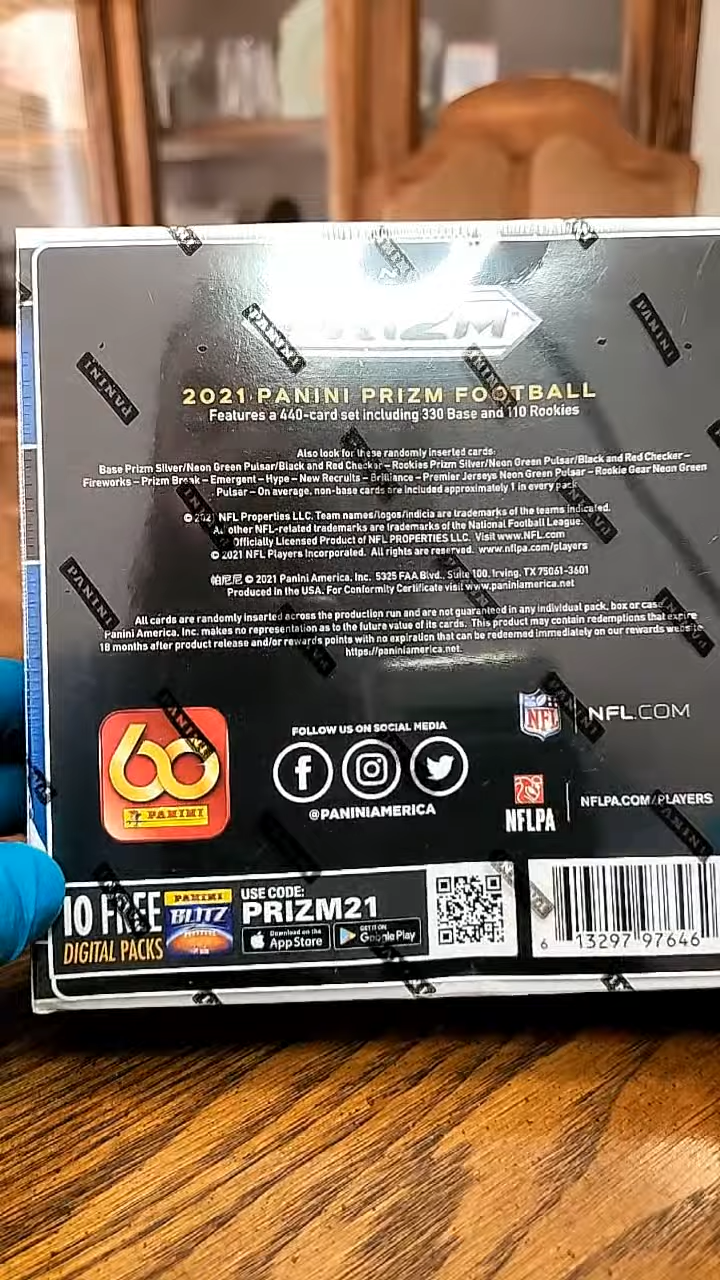 PRIZM
2021 PANINI PRIZM FOOTBALL
Features a 440-card set including 330 Base and 110 Rookies
Also look for these randomly inserted cards:
Base Prizm Silver/Neon Green Pulsar/Black and Red Checker – Rookies Prizm Silver/Neon Green Pulsar/Black and Red Checker –
Fireworks – Prizm Break – Emergent – Hype – New Recruits – Brilliance – Premier Jerseys Neon Green Pulsar – Rookie Gear Neon Green
Pulsar – On average, non-base cards are included approximately 1 in every pack.
© 2021 NFL Properties LLC. Team names/logos/indicia are trademarks of the teams indicated.
All other NFL-related trademarks are trademarks of the National Football League.
Officially Licensed Product of NFL PROPERTIES LLC. Visit www.NFL.com
© 2021 NFL Players Incorporated. All rights are reserved. www.nflpa.com/players
帕尼尼 © 2021 Panini America, Inc. 5325 FAA Blvd., Suite 100, Irving, TX 75061-3601
Produced in the USA. For Conformity Certificate visit www.paniniamerica.net
All cards are randomly inserted across the production run and are not guaranteed in any individual pack, box or case.
Panini America, Inc. makes no representation as to the future value of its cards. This product may contain redemptions that expire
18 months after product release and/or rewards points with no expiration that can be redeemed immediately on our rewards website
https://paniniamerica.net.
60
PANINI
FOLLOW US ON SOCIAL MEDIA
@PANINIAMERICA
NFL
NFL.COM
NFLPA
NFLPA.COM/PLAYERS
10 FREE
DIGITAL PACKS
PANINI
BLITZ
USE CODE:
PRIZM21
Download on the
App Store
GET IT ON
Google Play
6 13297 97646
PANINI
PANINI
PANINI
PANINI
PANINI
PANINI